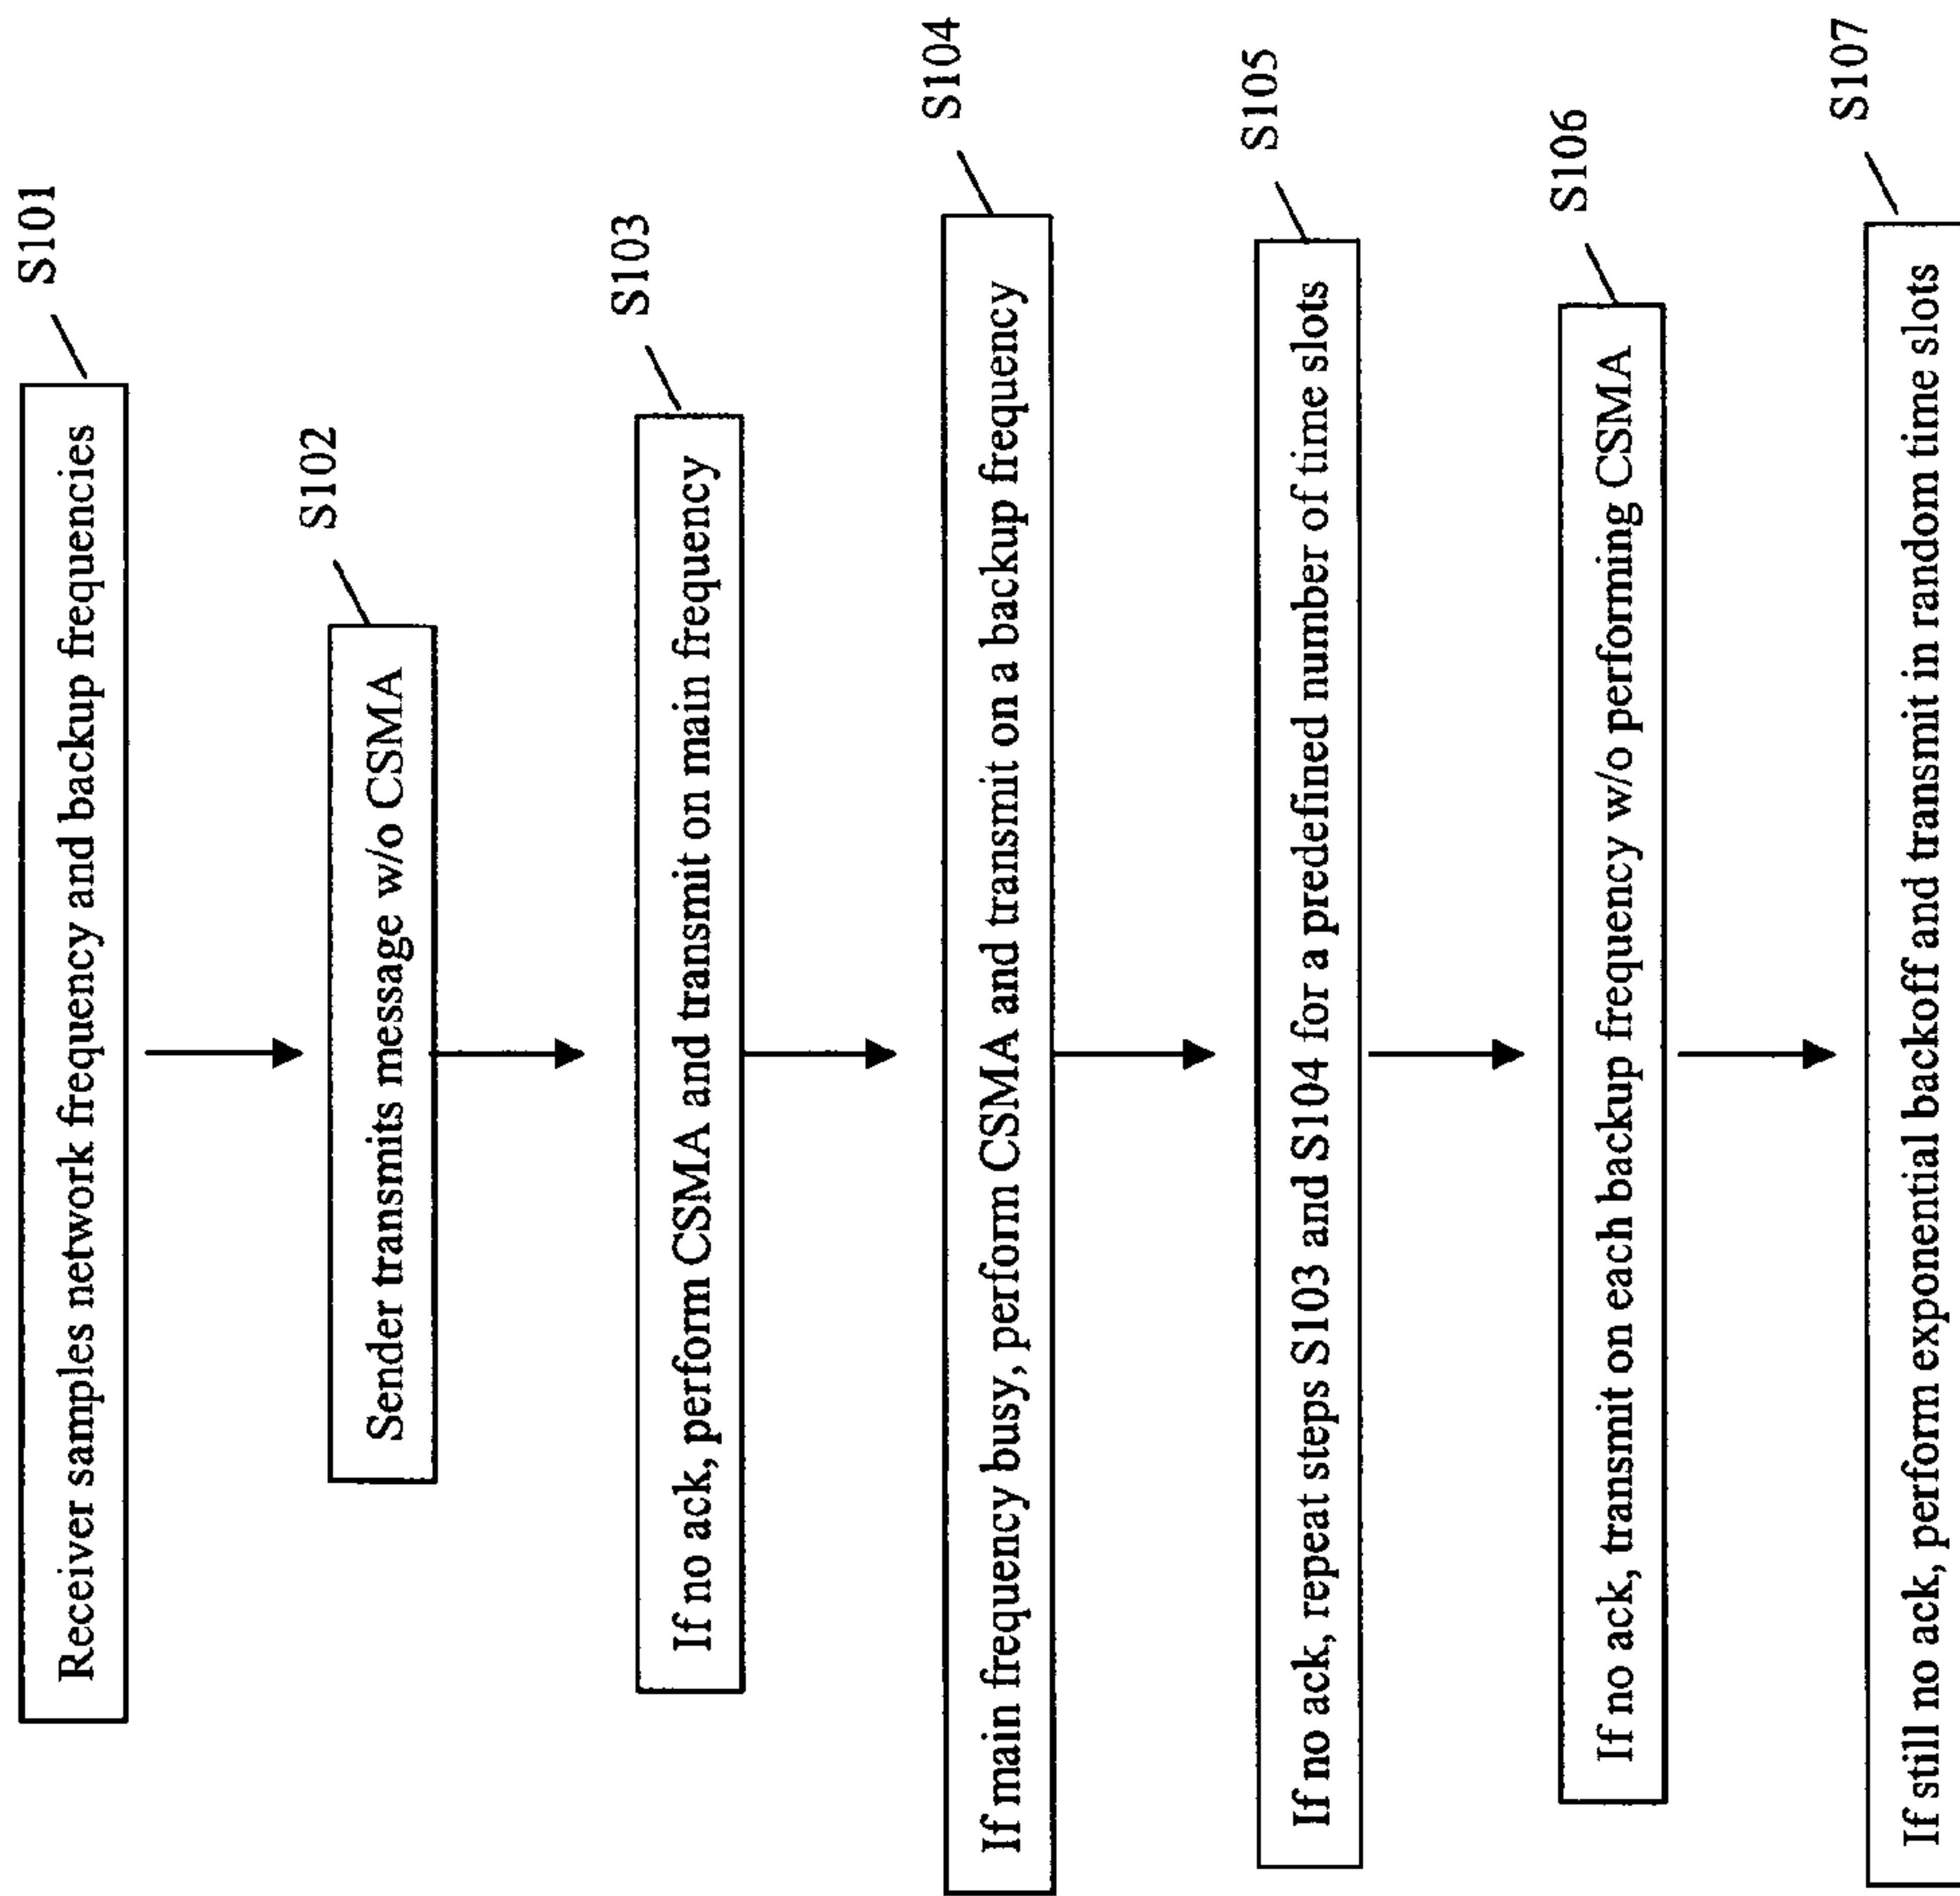 S101
Receiver samples network frequency and backup frequencies
S102
Sender transmits message w/o CSMA
S103
If no ack, perform CSMA and transmit on main frequency
S104
If main frequency busy, perform CSMA and transmit on a backup frequency
S105
If no ack, repeat steps S103 and S104 for a predefined number of time slots
S106
If no ack, transmit on each backup frequency w/o performing CSMA
S107
If still no ack, perform exponential backoff and transmit in random time slots